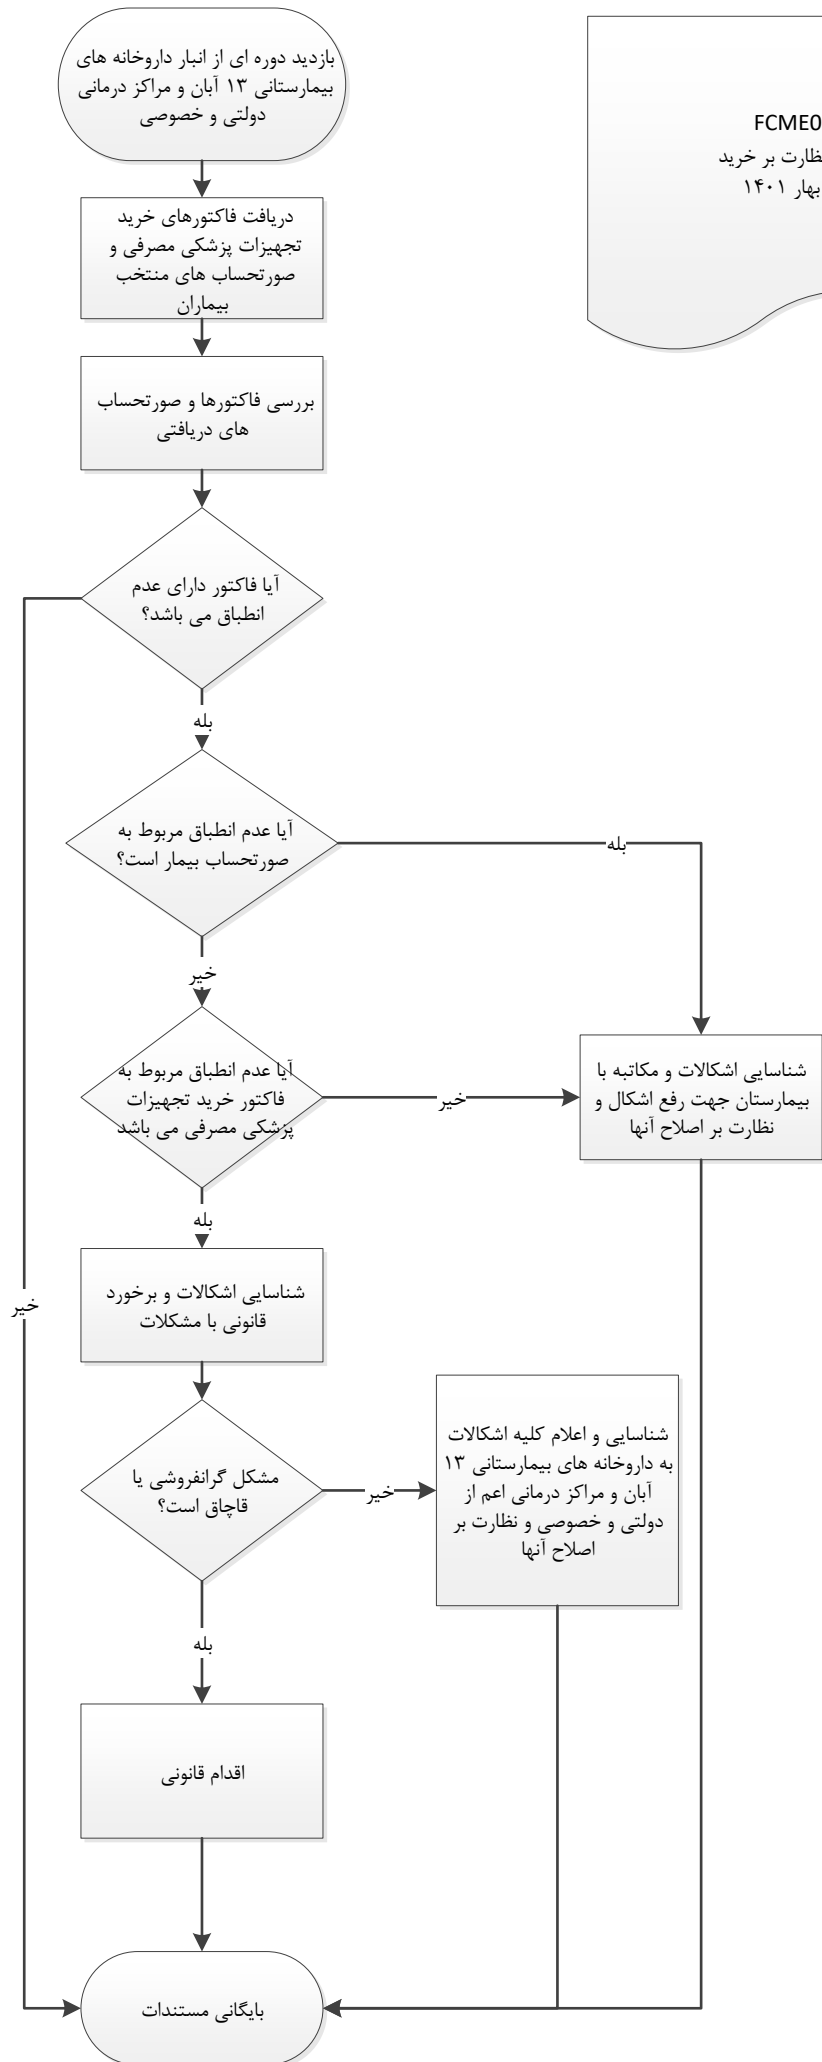 بازدید دوره ای از انبار داروخانه های
بیمارستانی ۱۳ آبان و مراکز درمانی
دولتی و خصوصی
FCME0
ظارت بر خرید
بهار ۱۴۰۱
دریافت فاکتورهای خرید
تجهیزات پزشکی مصرفی و
صورتحساب های منتخب
بیماران
بررسی فاکتورها و صورتحساب
های دریافتی
آیا فاکتور دارای عدم
انطباق می باشد؟
بله
آیا عدم انطباق مربوط به
صورتحساب بیمار است؟
بله
خیر
آیا عدم انطباق مربوط به
فاکتور خرید تجهیزات
پزشکی مصرفی می باشد
خیر
شناسایی اشکالات و مکاتبه با
بیمارستان جهت رفع اشکال و
نظارت بر اصلاح آنها
بله
شناسایی اشکالات و برخورد
قانونی با مشکلات
خیر
مشکل گرانفروشی یا
قاچاق است؟
خیر
شناسایی و اعلام کلیه اشکالات
به داروخانه های بیمارستانی ۱۳
آبان و مراکز درمانی اعم از
دولتی و خصوصی و نظارت بر
اصلاح آنها
بله
اقدام قانونی
بایگانی مستندات